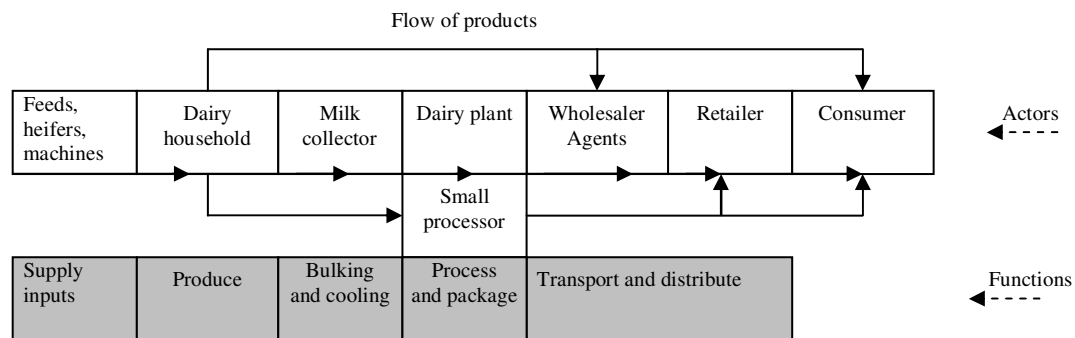 Flow of products
Feeds,
heifers,
machines
Dairy
household
Milk
collector
Dairy plant
Wholesaler
Agents
Retailer
Consumer
Actors
Small
processor
Supply
inputs
Produce
Bulking
and cooling
Process
and package
Transport and distribute
Functions